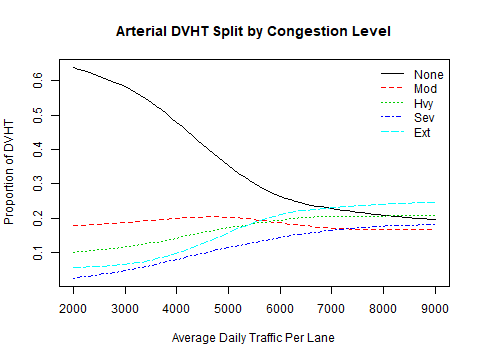 Arterial DVHT Split by Congestion Level
None
Mod
Hvy
Sev
Ext
Proportion of DVHT
0.6
0.5
0.4
0.3
0.2
0.1
2000 3000 4000 5000 6000 7000 8000 9000
Average Daily Traffic Per Lane